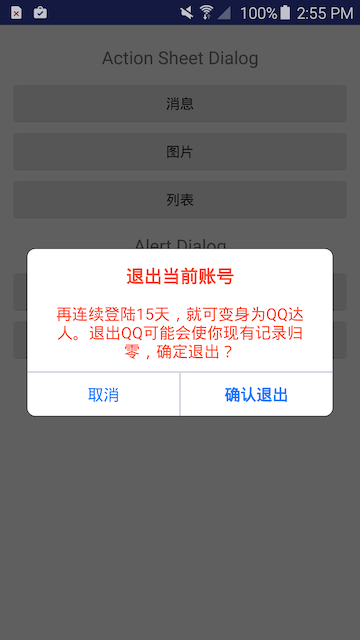 100% 2:55 PM
Action Sheet Dialog
消息
图片
列表
Alert Dialog
退出当前账号
再连续登陆15天，就可变身为QQ达
人。退出QQ可能会使你现有记录归
零，确定退出？
取消
确认退出